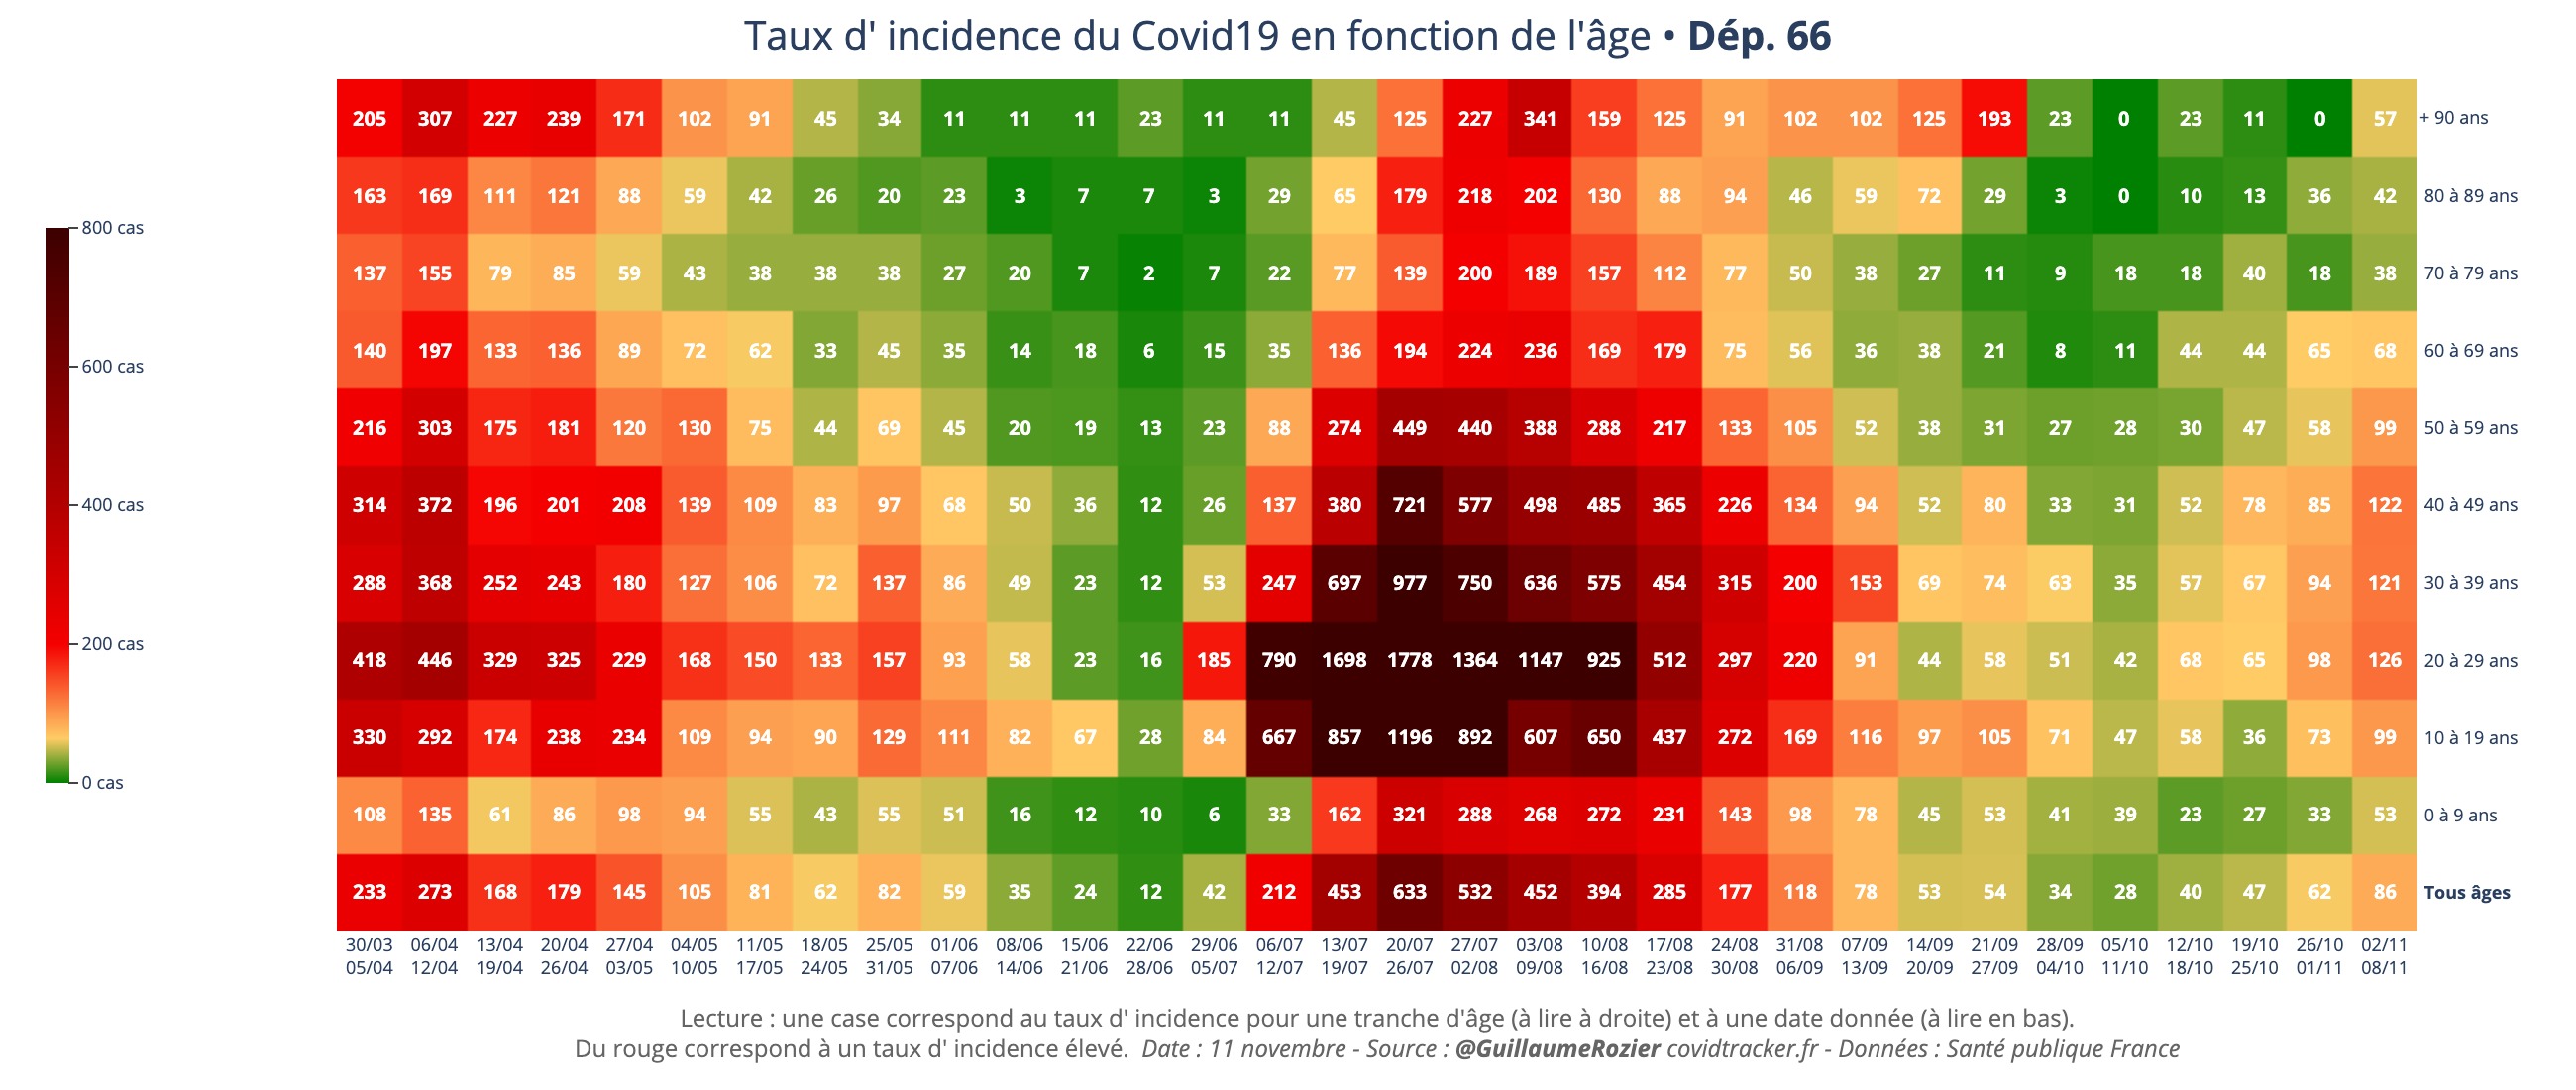 Taux d' incidence du Covid19 en fonction de l'âge • Dép. 66
800 cas
600 cas
400 cas
200 cas
0 cas
205 307 227 239 171 102 91 45 34 11 11 11 23 11 11 45 125 227 341 159 125 91 102 102 125 193 23 0 23 11 0 57 + 90 ans
163 169 111 121 88 59 42 26 20 23 3 7 7 3 29 65 179 218 202 130 88 94 46 59 72 29 3 0 10 13 36 42 80 à 89 ans
137 155 79 85 59 43 38 38 38 27 20 7 2 7 22 77 139 200 189 157 112 77 50 38 27 11 9 18 18 40 18 38 70 à 79 ans
140 197 133 136 89 72 62 33 45 35 14 18 6 15 35 136 194 224 236 169 179 75 56 36 38 21 8 11 44 44 65 68 60 à 69 ans
216 303 175 181 120 130 75 44 69 45 20 19 13 23 88 274 449 440 388 288 217 133 105 52 38 31 27 28 30 47 58 99 50 à 59 ans
314 372 196 201 208 139 109 83 97 68 50 36 12 26 137 380 721 577 498 485 365 226 134 94 52 80 33 31 52 78 85 122 40 à 49 ans
288 368 252 243 180 127 106 72 137 86 49 23 12 53 247 697 977 750 636 575 454 315 200 153 69 74 63 35 57 67 94 121 30 à 39 ans
418 446 329 325 229 168 150 133 157 93 58 23 16 185 790 1698 1778 1364 1147 925 512 297 220 91 44 58 51 42 68 65 98 126 20 à 29 ans
330 292 174 238 234 109 94 90 129 111 82 67 28 84 667 857 1196 892 607 650 437 272 169 116 97 105 71 47 58 36 73 99 10 à 19 ans
108 135 61 86 98 94 55 43 55 51 16 12 10 6 33 162 321 288 268 272 231 143 98 78 45 53 41 39 23 27 33 53 0 à 9 ans
233 273 168 179 145 105 81 62 82 59 35 24 12 42 212 453 633 532 452 394 285 177 118 78 53 54 34 28 40 47 62 86 Tous âges
30/03 06/04 13/04 20/04 27/04 04/05 11/05 18/05 25/05 01/06 08/06 15/06 22/06 29/06 06/07 13/07 20/07 27/07 03/08 10/08 17/08 24/08 31/08 07/09 14/09 21/09 28/09 05/10 12/10 19/10 26/10 02/11
05/04 12/04 19/04 26/04 03/05 10/05 17/05 24/05 31/05 07/06 14/06 21/06 28/06 05/07 12/07 19/07 26/07 02/08 09/08 16/08 23/08 30/08 06/09 13/09 20/09 27/09 04/10 11/10 18/10 25/10 01/11 08/11
Lecture : une case correspond au taux d' incidence pour une tranche d'âge (à lire à droite) et à une date donnée (à lire en bas).
Du rouge correspond à un taux d' incidence élevé. Date : 11 novembre - Source : @GuillaumeRozier covidtracker.fr - Données : Santé publique France